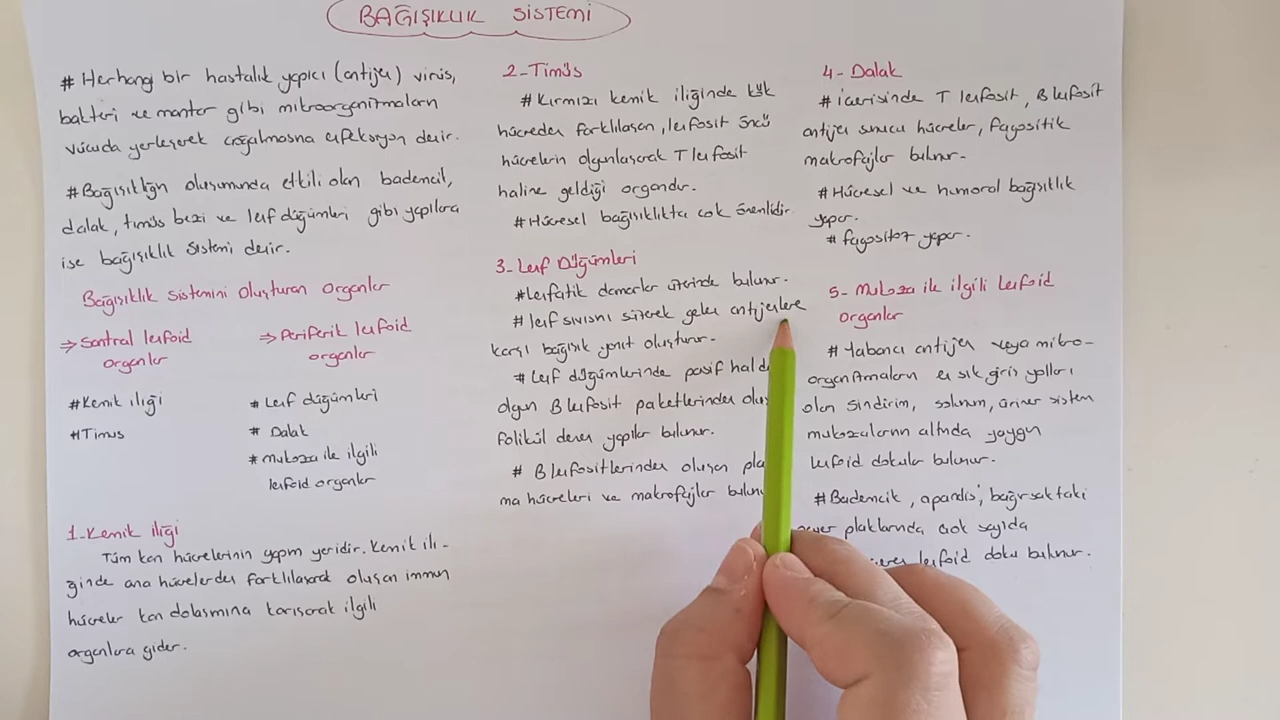 BAĞIŞIKLIK SİSTEMİ
# Herhangi bir hastalık yapıcı (antijen) virüs,
bakteri ve mantar gibi mikroorganizmaların
vücuda yerleşerek çoğalmasına enfeksiyon denir.
# Bağışıklığın oluşumunda etkili olan bademcik,
dalak, timüs bezi ve lenf düğümleri gibi yapılara
ise bağışıklık sistemi denir.
Bağışıklık Sistemini Oluşturan Organlar
⇒ Santral lenfoid
organlar
# Kemik iliği
# Timus
⇒ Periferik lenfoid
organlar
# Lenf düğümleri
# Dalak
# mukoza ile ilgili
lenfoid organlar
1-Kemik iliği
Tüm kan hücrelerinin yapım yeridir. Kemik ili-
ğinde ana hücrelerden farklılaşarak oluşan immün
hücreler kan dolaşımına karışarak ilgili
organlara gider.
2-Timüs
# Kırmızı kemik iliğinde kök
hücreden farklılaşan, lenfosit öncü
hücrelerin olgunlaşarak T lenfosit
haline geldiği organdır.
# Hücresel bağışıklıkta çok önemlidir.
3-Lenf Düğümleri
# Lenfatik damarlar üzerinde bulunur.
# lenf sıvısını süzerek gelen antijenlere
karşı bağışık yanıt oluşturur.
# Lenf düğümlerinde pasif halde
olgun B lenfosit paketlerinden
folikül denen yapılar bulunur.
# B lenfositlerinden oluşan
ma hücreleri ve makrofajlar
4-Dalak
# İçerisinde T lenfosit, B lenfosit
antijen sunucu hücreler, fagositik
makrofajlar bulunur.
# Hücresel ve humoral bağışıklık
yapar.
# fagositoz yapar.
5-Mukoza ile ilgili lenfoid
organlar
# Yabancı antijen veya mikro-
organizmaların en sık giriş yolları
olan sindirim, solunum, üriner sistem
mukozalarının altında yaygın
lenfoid dokular bulunur.
# Bademcik, apandis, bağırsaktaki
peyer plaklarında çok sayıda
lenfoid doku bulunur.